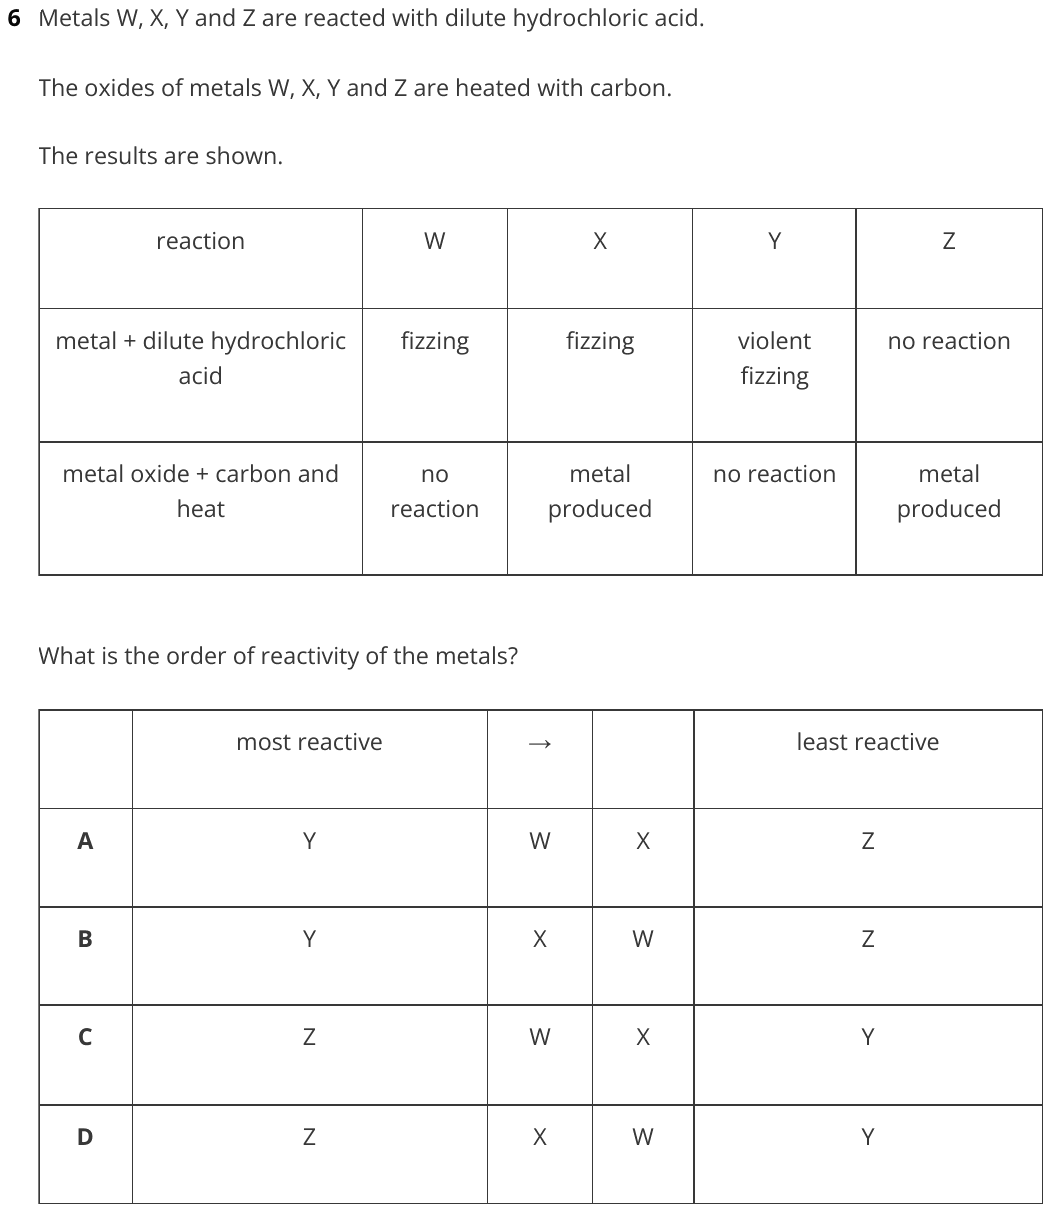 6 Metals W, X, Y and Z are reacted with dilute hydrochloric acid.
The oxides of metals W, X, Y and Z are heated with carbon.
The results are shown.
reaction W X Y Z
metal + dilute hydrochloric fizzing fizzing violent no reaction
acid fizzing
metal oxide + carbon and no metal no reaction metal
heat reaction produced produced
What is the order of reactivity of the metals?
most reactive → least reactive
A Y W X Z
B Y X W Z
C Z W X Y
D Z X W Y